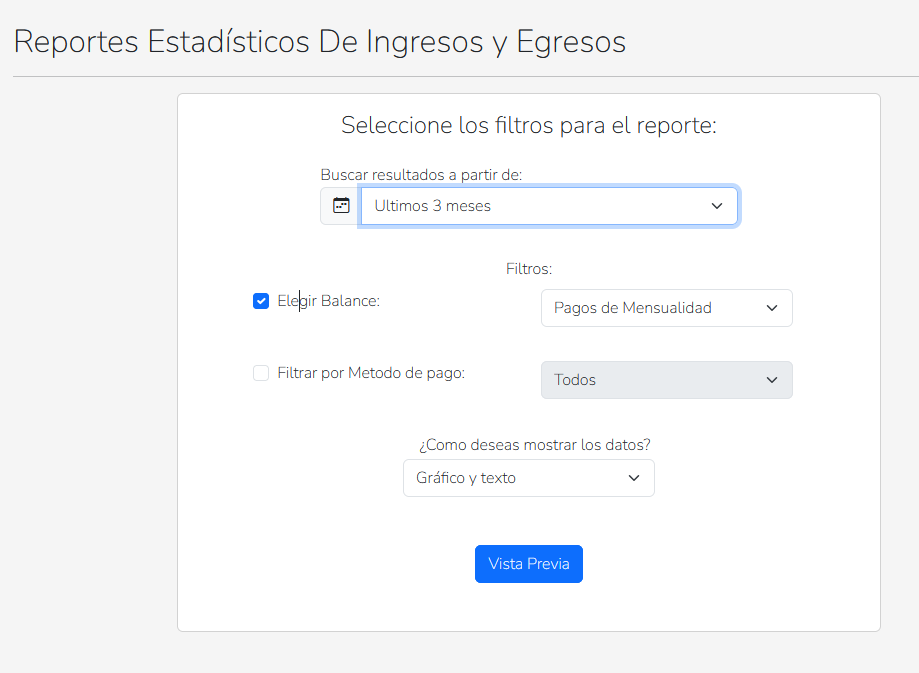 Reportes Estadísticos De Ingresos y Egresos
Seleccione los filtros para el reporte:
Buscar resultados a partir de:
Ultimos 3 meses
Filtros:
Elegir Balance:
Pagos de Mensualidad
Filtrar por Metodo de pago:
Todos
¿Como deseas mostrar los datos?
Gráfico y texto
Vista Previa